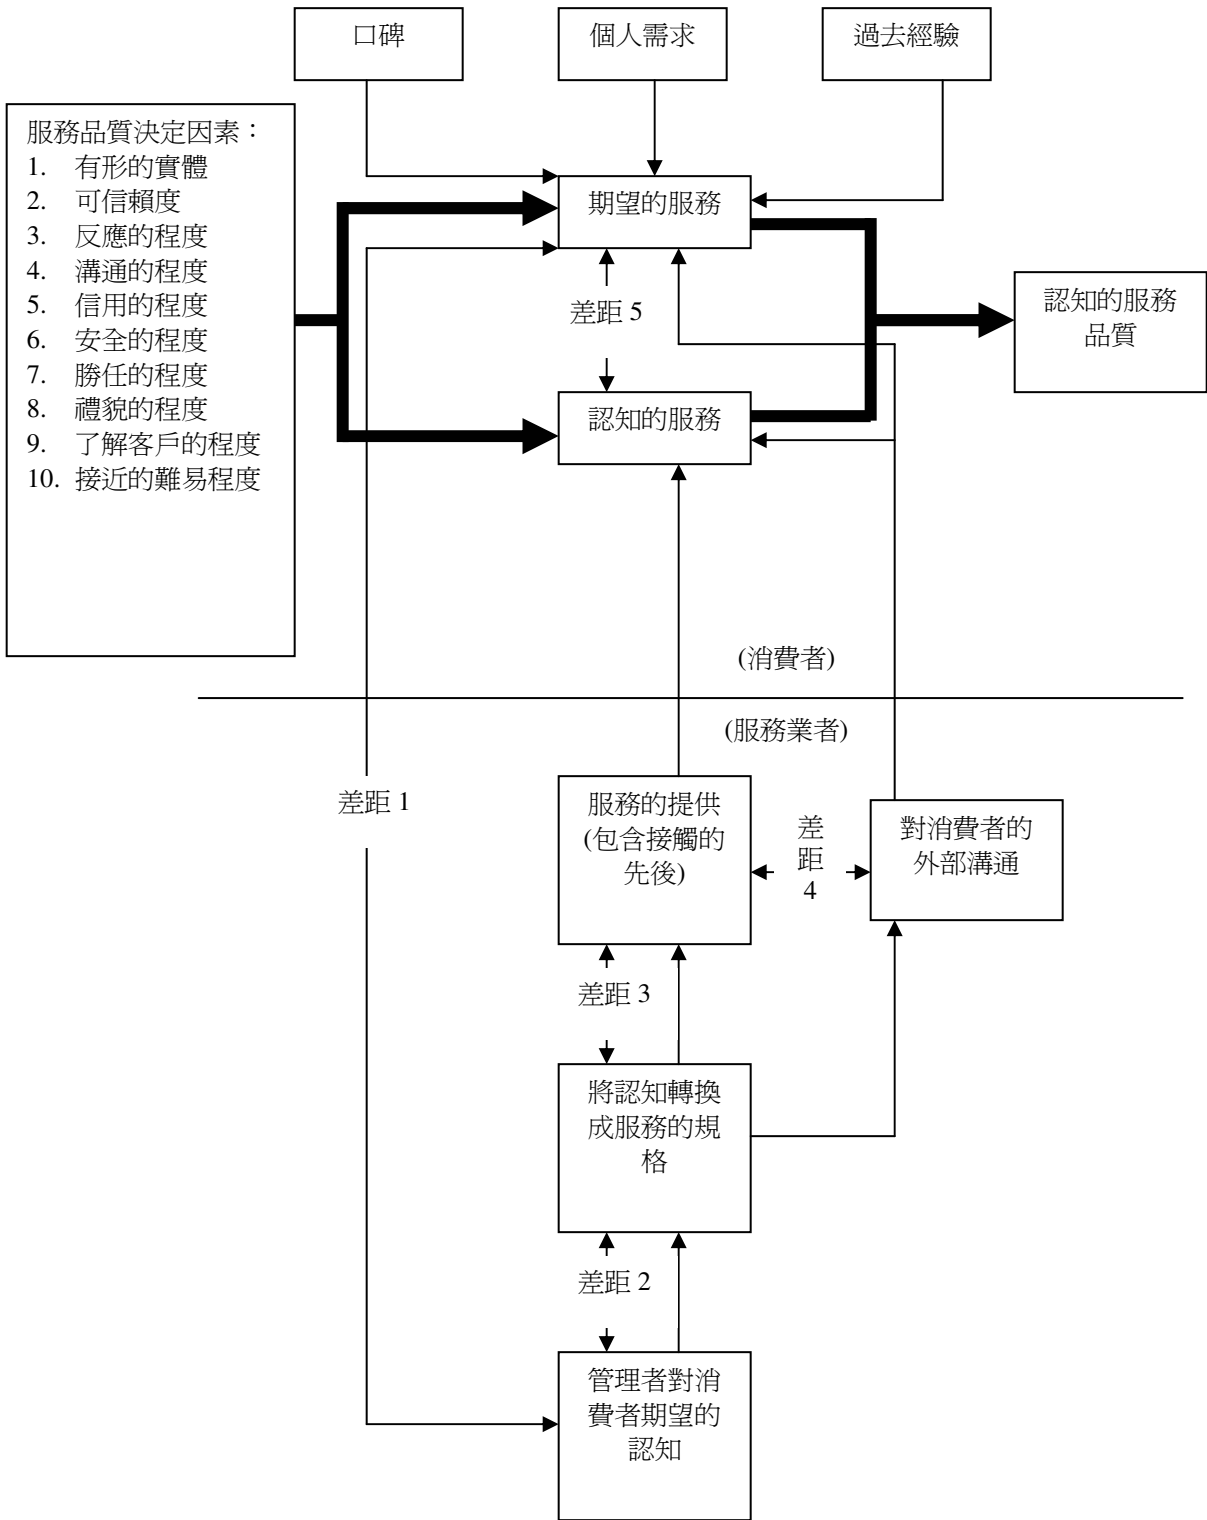 口碑
個人需求
過去經驗
服務品質決定因素：
1. 有形的實體
2. 可信賴度
3. 反應的程度
4. 溝通的程度
5. 信用的程度
6. 安全的程度
7. 勝任的程度
8. 禮貌的程度
9. 了解客戶的程度
10. 接近的難易程度
期望的服務
差距 5
認知的服務
品質
認知的服務
(消費者)
(服務業者)
差距 1
服務的提供
(包含接觸的
先後)
差
距
4
對消費者的
外部溝通
差距 3
將認知轉換
成服務的規
格
差距 2
管理者對消
費者期望的
認知